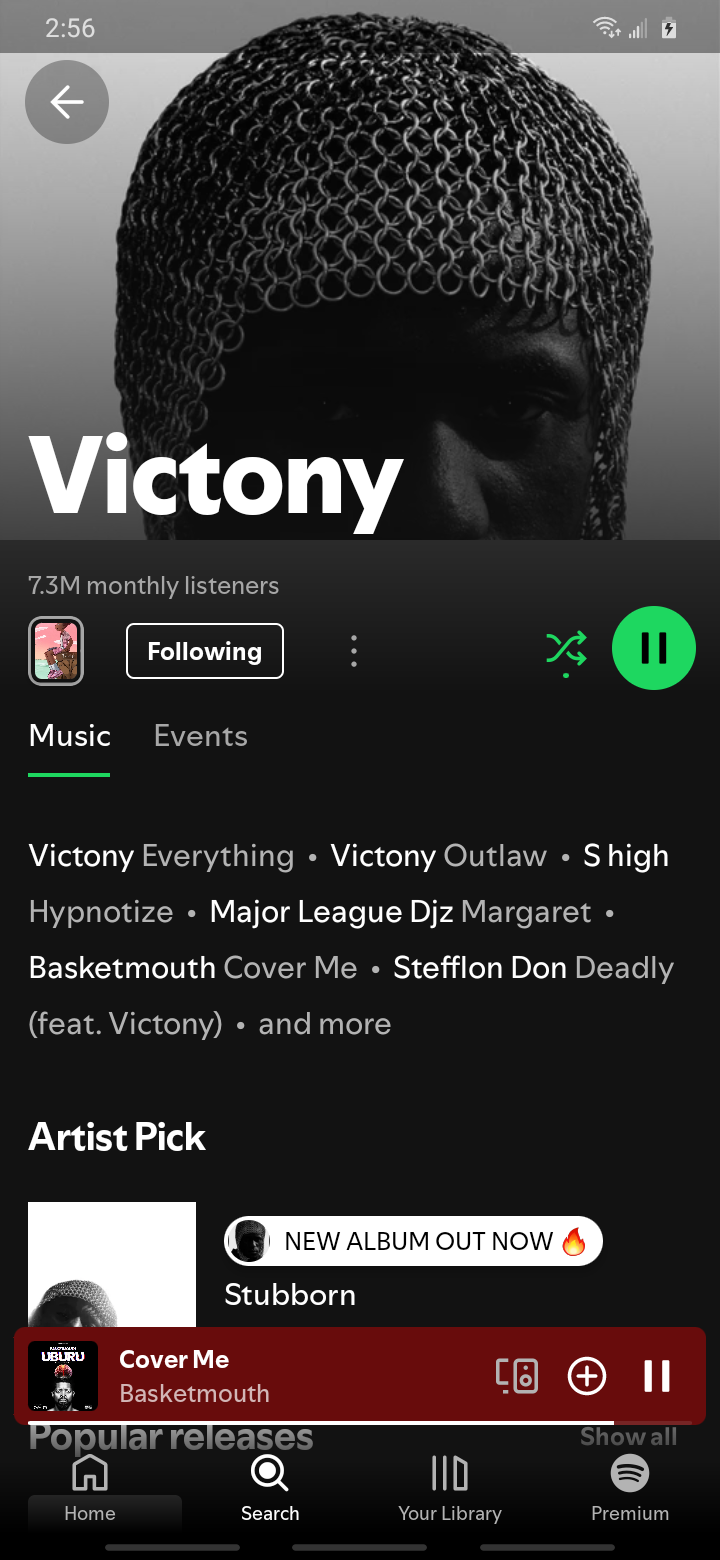 2:56
Victony
7.3M monthly listeners
Following
Music Events
Victony Everything • Victony Outlaw • S high
Hypnotize • Major League Djz Margaret •
Basketmouth Cover Me • Stefflon Don Deadly
(feat. Victony) • and more
Artist Pick
NEW ALBUM OUT NOW 🔥
Stubborn
UBURU
Cover Me
Basketmouth
Popular releases Show all
Home Search Your Library Premium